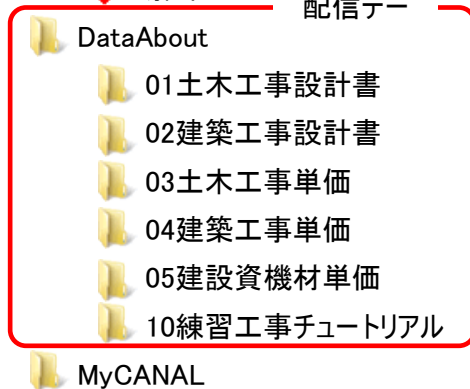 配信デー
DataAbout
01土木工事設計書
02建築工事設計書
03土木工事単価
04建築工事単価
05建設資機材単価
10練習工事チュートリアル
MyCANAL